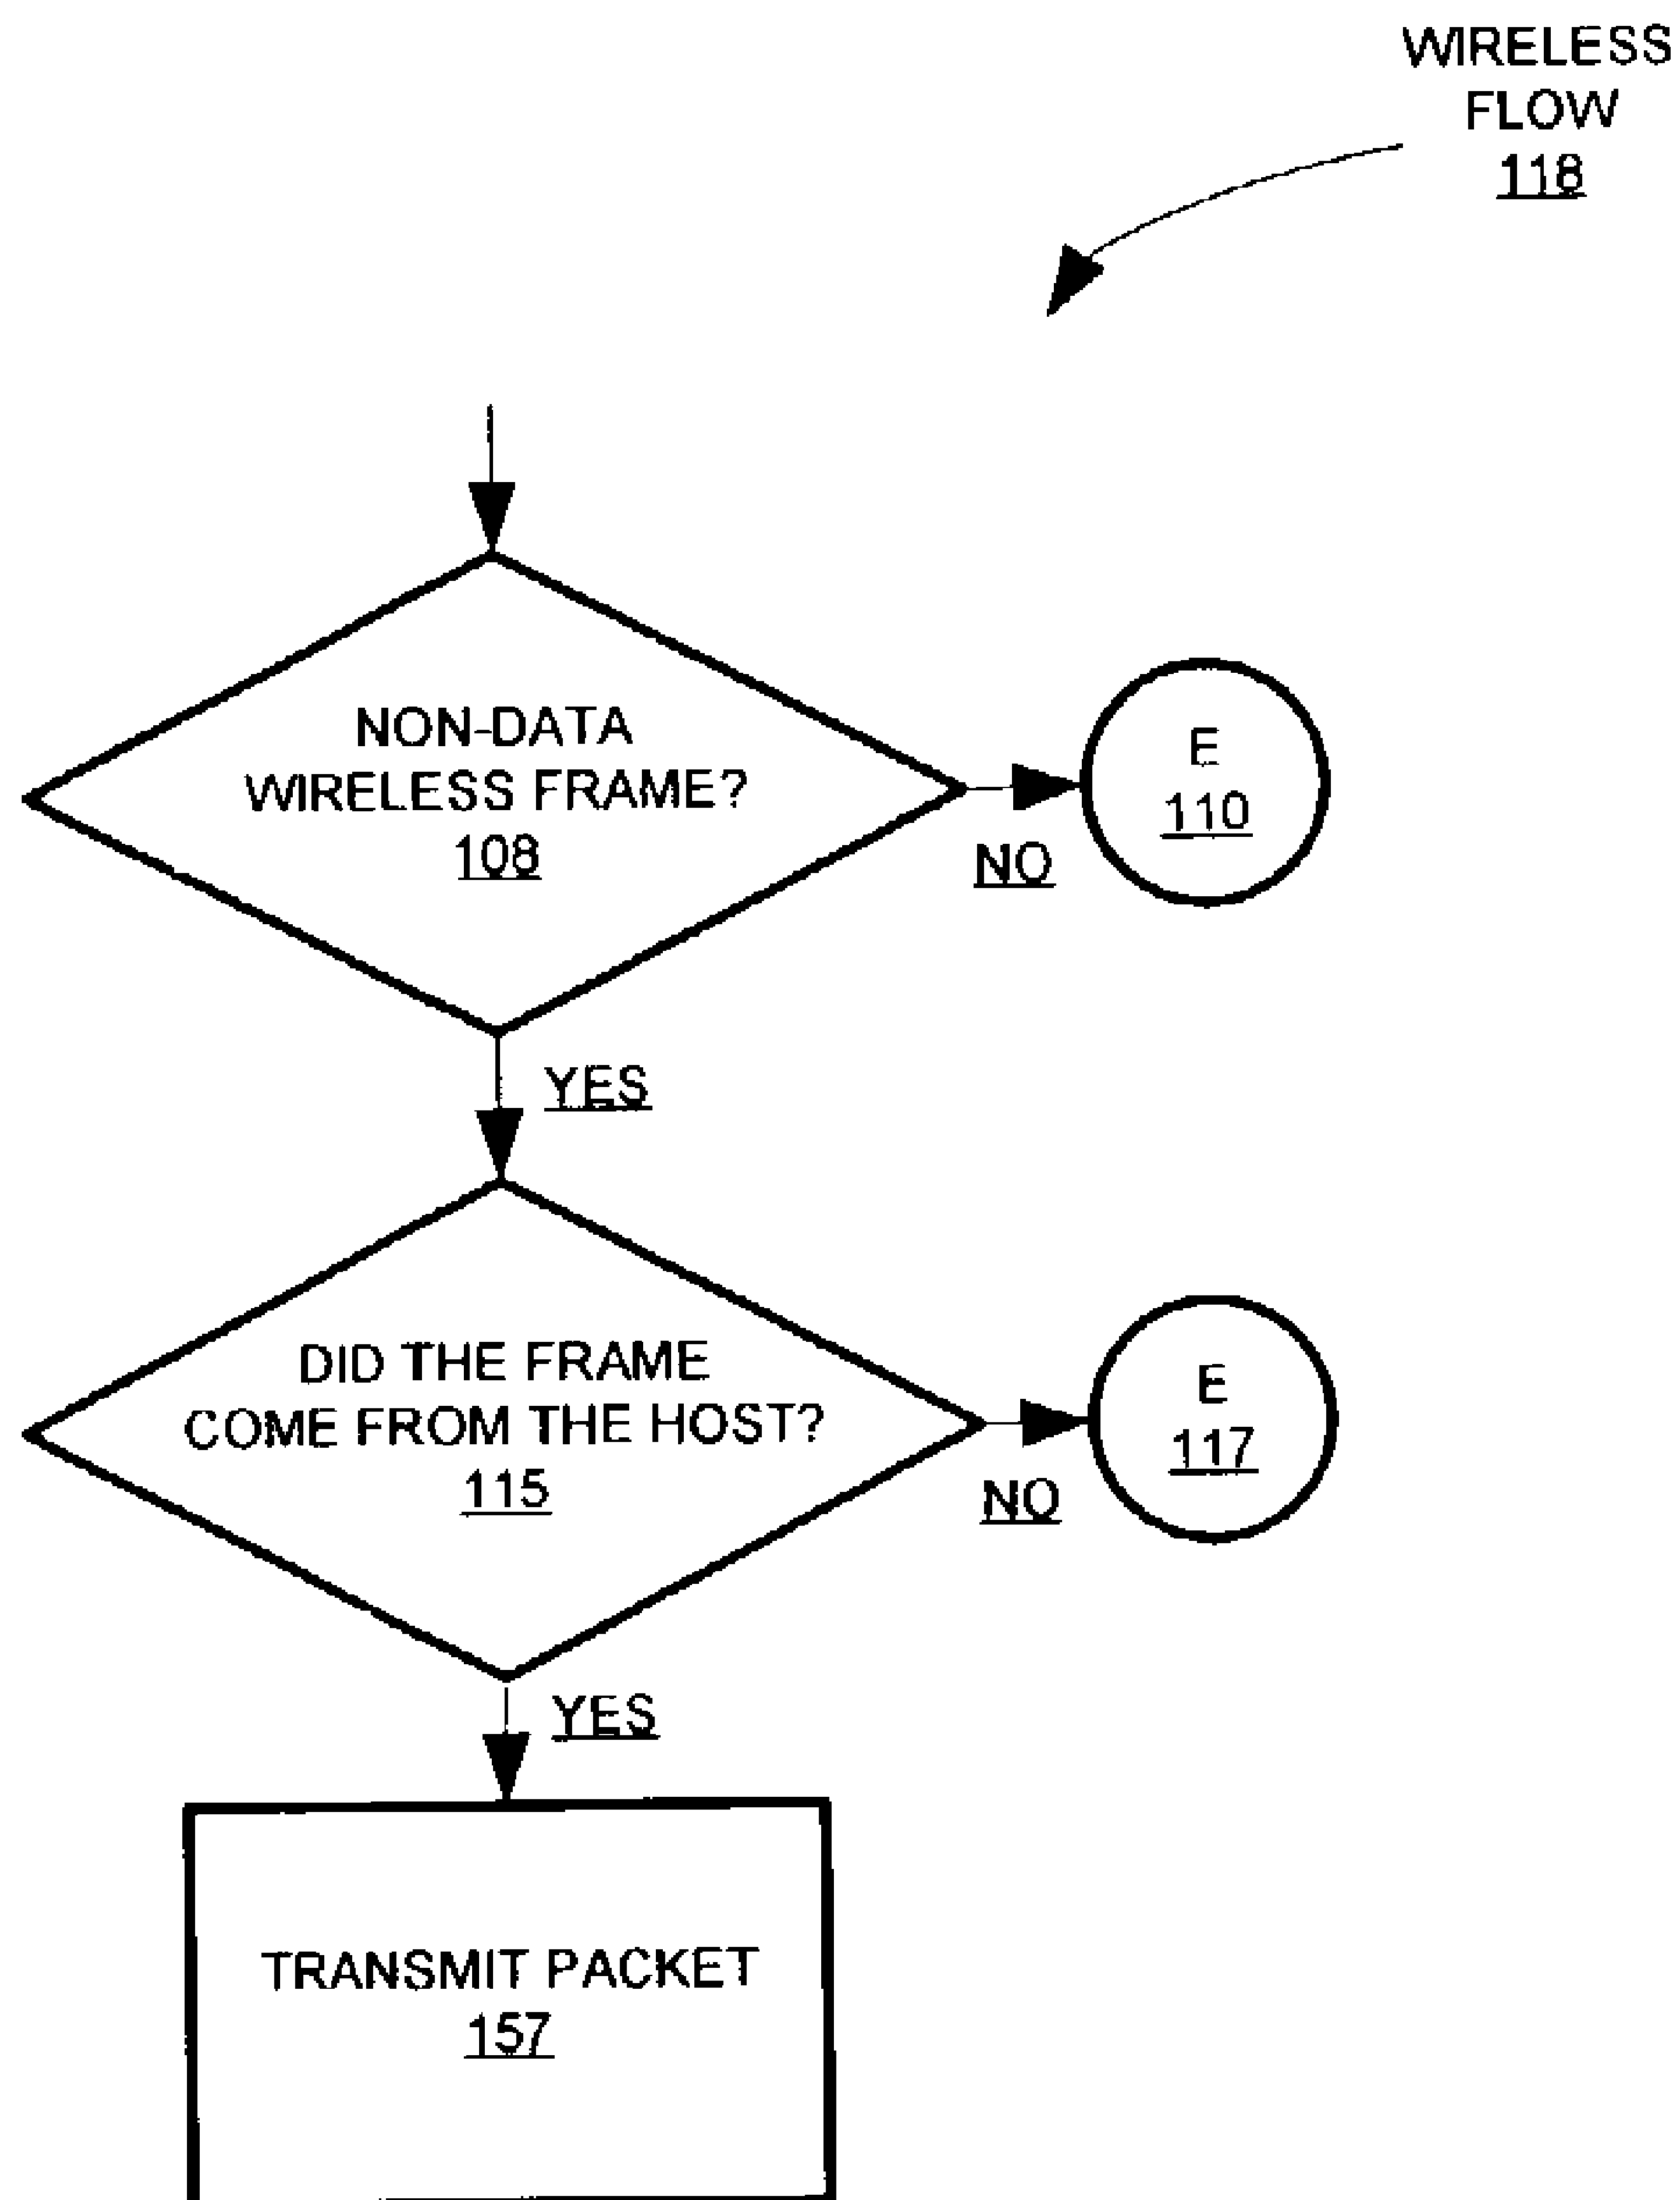 WIRELESS
FLOW
118
NON-DATA
WIRELESS FRAME?
108
E
110
NO
YES
DID THE FRAME
COME FROM THE HOST?
115
E
117
NO
YES
TRANSMIT PACKET
157